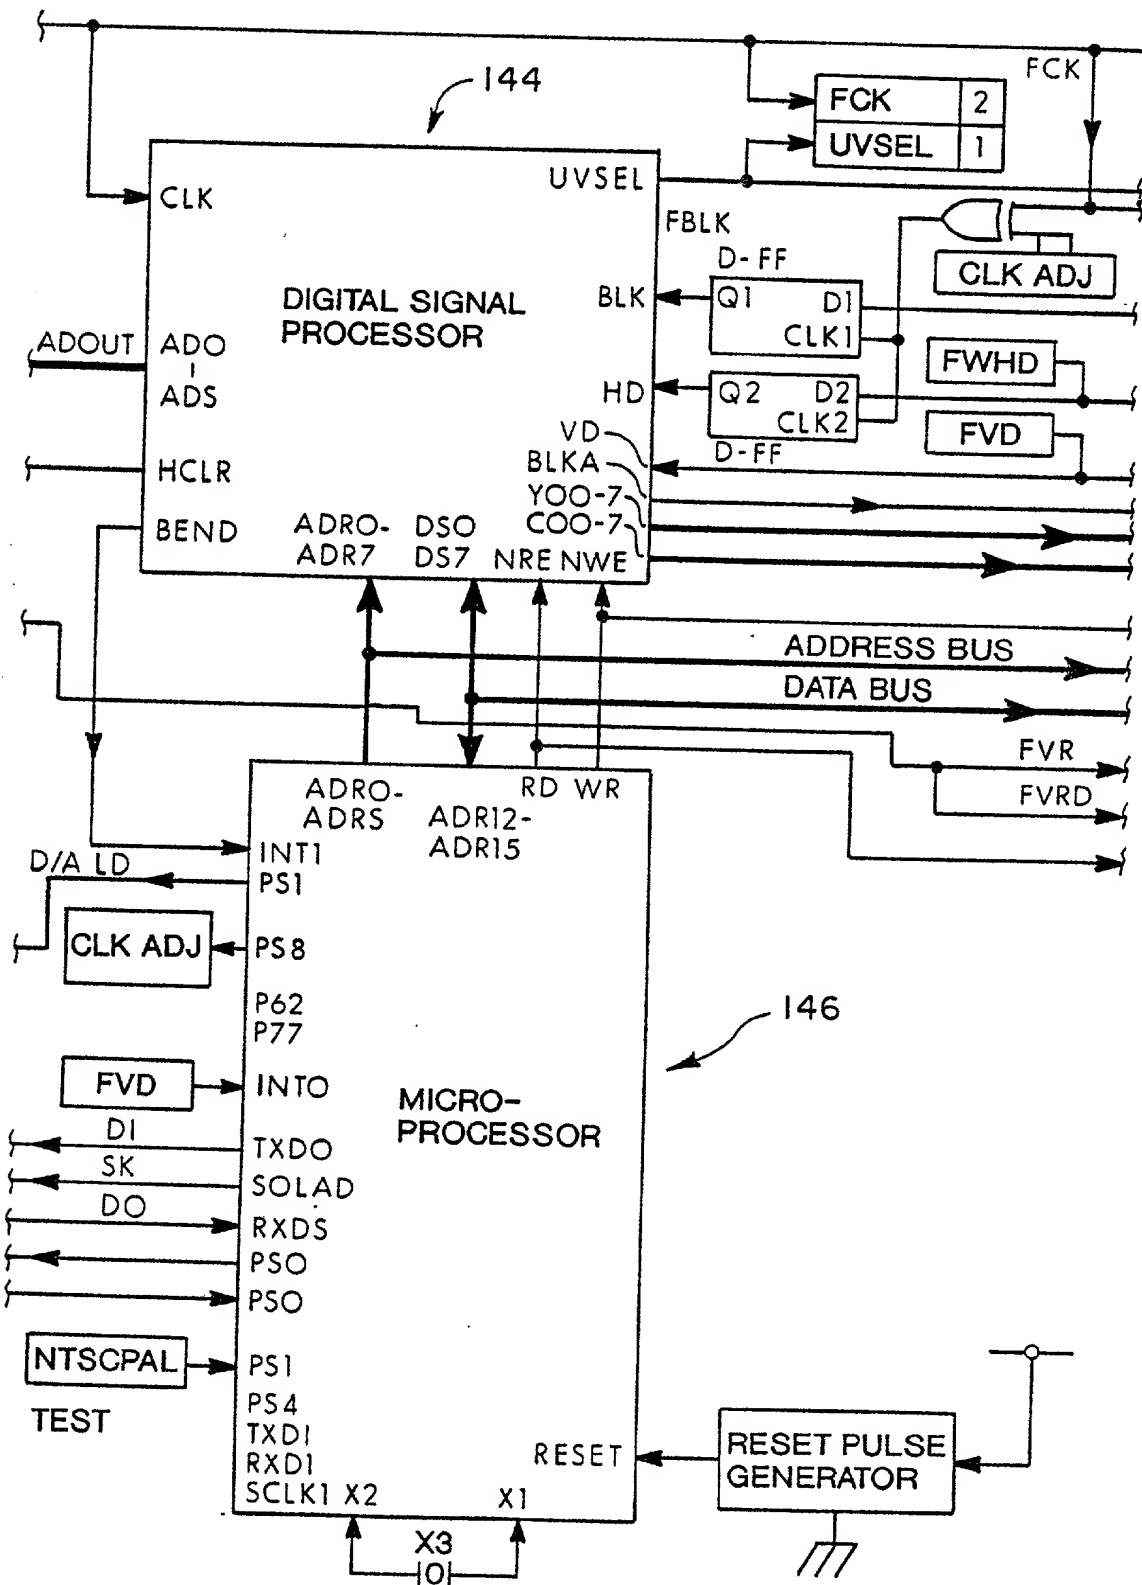 144
FCK
FCK 2
UVSEL 1
UVSEL
CLK
FBLK
CLK ADJ
D-FF
BLK
Q1 D1
CLK1
DIGITAL SIGNAL
PROCESSOR
ADOUT
ADO
ADS
FWHD
HD
Q2 D2
CLK2
FVD
D-FF
VD
BLKA
YOO-7
COO-7
HCLR
BEND
ADRO-
ADR7
DSO
DS7
NRE NWE
ADDRESS BUS
DATA BUS
FVR
FVRD
ADRO-
ADRS
ADR12-
ADR15
RD WR
INT1
D/A LD
PS1
CLK ADJ
PS8
P62
P77
146
FVD
INTO
MICRO-
PROCESSOR
DI
TXDO
SK
SOLAD
DO
RXDS
PSO
PSO
NTSCPAL
PS1
TEST
PS4
TXD1
RXD1
SCLK1 X2
X1
RESET
RESET PULSE
GENERATOR
X3